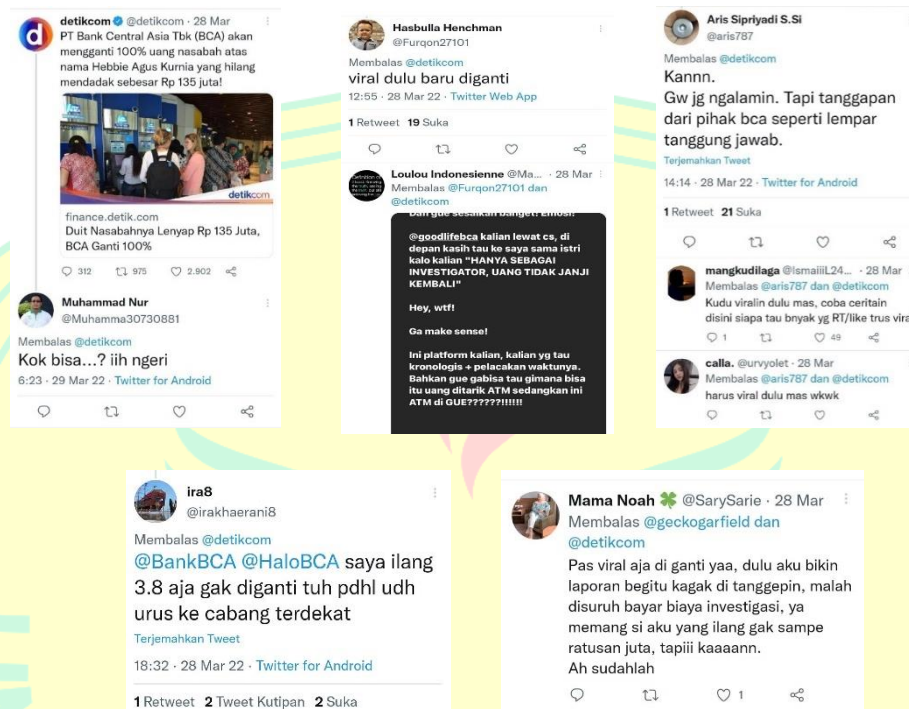 detikcom @detikcom · 28 Mar
PT Bank Central Asia Tbk (BCA) akan
mengganti 100% uang nasabah atas
nama Hebbie Agus Kurnia yang hilang
mendadak sebesar Rp 135 juta!
detikcom
finance.detik.com
Duit Nasabahnya Lenyap Rp 135 Juta,
BCA Ganti 100%
312 975 2.902
Muhammad Nur
@Muhamma30730881
Membalas @detikcom
Kok bisa...? iih ngeri
6:23 · 29 Mar 22 · Twitter for Android
Hasbulla Henchman
@Furqon27101
Membalas @detikcom
viral dulu baru diganti
12:55 · 28 Mar 22 · Twitter Web App
1 Retweet 19 Suka
Loulou Indonesienne @Ma... · 28 Mar
Membalas @Furqon27101 dan
@detikcom
Dan gue sesalkan banget! Emosi!
@goodlifebca kalian lewat cs, di
depan kasih tau ke saya sama istri
kalo kalian "HANYA SEBAGAI
INVESTIGATOR, UANG TIDAK JANJI
KEMBALI"
Hey, wtf!
Ga make sense!
Ini platform kalian, kalian yg tau
kronologis + pelacakan waktunya.
Bahkan gue gabisa tau gimana bisa
itu uang ditarik ATM sedangkan ini
ATM di GUE??????!!!!!!
Aris Sipriyadi S.Si
@aris787
Membalas @detikcom
Kannn.
Gw jg ngalamin. Tapi tanggapan
dari pihak bca seperti lempar
tanggung jawab.
Terjemahkan Tweet
14:14 · 28 Mar 22 · Twitter for Android
1 Retweet 21 Suka
mangkudilaga @IsmaiiiL24... · 28 Mar
Membalas @aris787 dan @detikcom
Kudu viralin dulu mas, coba ceritain
disini siapa tau bnyak yg RT/like trus vira
1 49
calla. @urvyolet · 28 Mar
Membalas @aris787 dan @detikcom
harus viral dulu mas wkwk
ira8
@irakhaerani8
Membalas @detikcom
@BankBCA @HaloBCA saya ilang
3.8 aja gak diganti tuh pdhl udh
urus ke cabang terdekat
Terjemahkan Tweet
18:32 · 28 Mar 22 · Twitter for Android
1 Retweet 2 Tweet Kutipan 2 Suka
Mama Noah 🍀 @SarySarie · 28 Mar
Membalas @geckogarfield dan
@detikcom
Pas viral aja di ganti yaa, dulu aku bikin
laporan begitu kagak di tanggepin, malah
disuruh bayar biaya investigasi, ya
memang si aku yang ilang gak sampe
ratusan juta, tapiii kaaaann.
Ah sudahlah
1